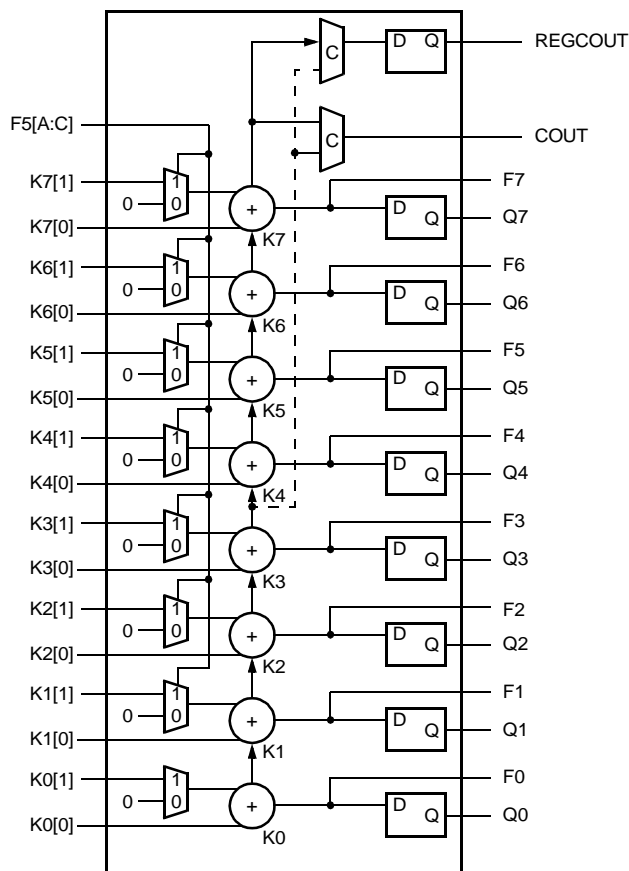 D Q REGCOUT
C
F5[A:C]
C COUT
K7[1] 1 F7
0 0 + D Q Q7
K7[0] K7
K6[1] 1 F6
0 0 + D Q Q6
K6[0] K6
K5[1] 1 F5
0 0 + D Q Q5
K5[0] K5
K4[1] 1 F4
0 0 + D Q Q4
K4[0] K4
K3[1] 1 F3
0 0 + D Q Q3
K3[0] K3
K2[1] 1 F2
0 0 + D Q Q2
K2[0] K2
K1[1] 1 F1
0 0 + D Q Q1
K1[0] K1
K0[1] 1 F0
0 0 + D Q Q0
K0[0] K0